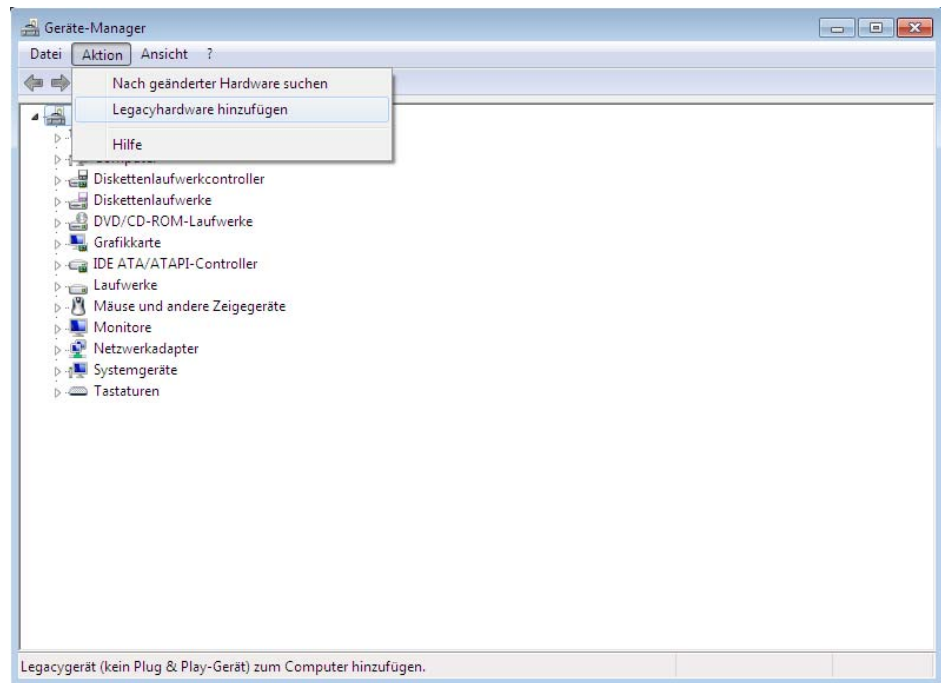 Geräte-Manager
Datei Aktion Ansicht ?
Nach geänderter Hardware suchen
Legacyhardware hinzufügen
Hilfe
Computer
Diskettenlaufwerkcontroller
Diskettenlaufwerke
DVD/CD-ROM-Laufwerke
Grafikkarte
IDE ATA/ATAPI-Controller
Laufwerke
Mäuse und andere Zeigegeräte
Monitore
Netzwerkadapter
Systemgeräte
Tastaturen
Legacygerät (kein Plug & Play-Gerät) zum Computer hinzufügen.